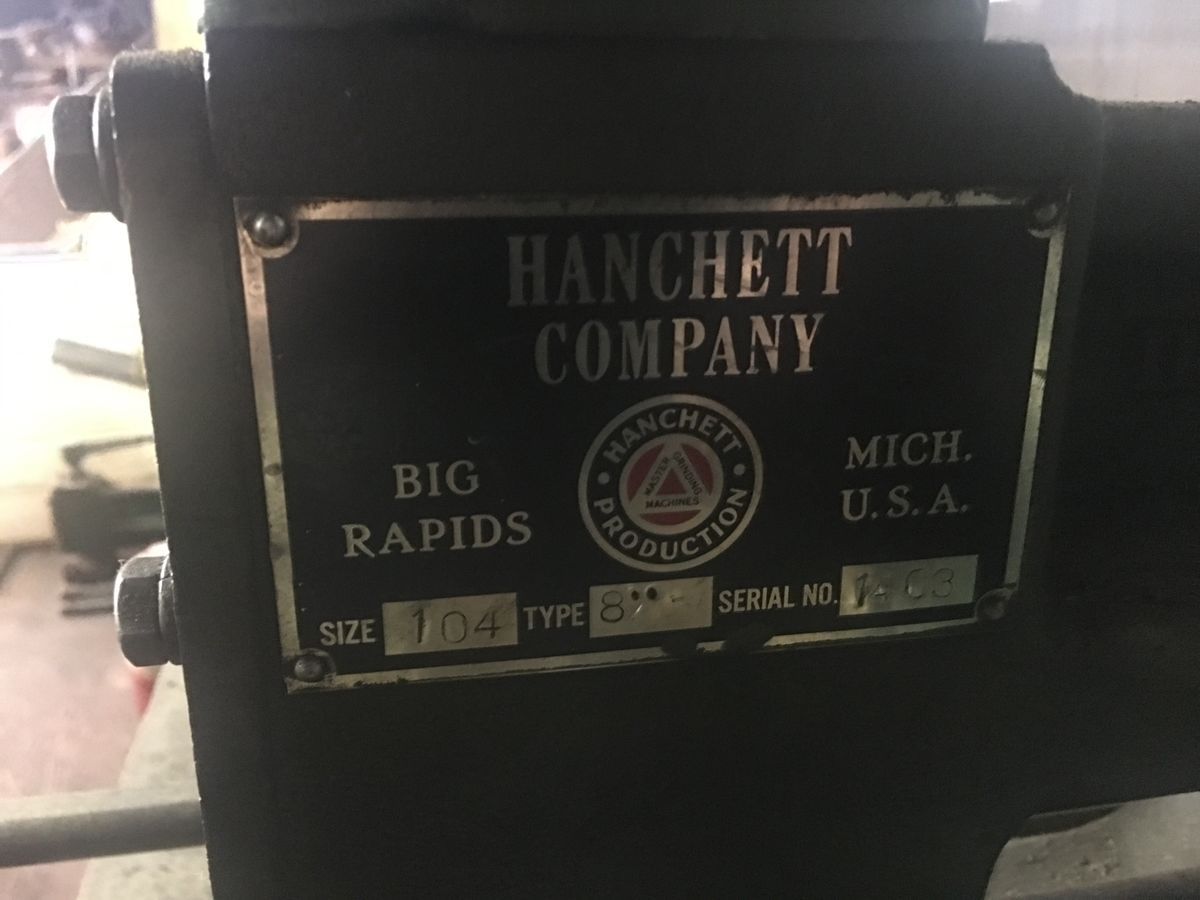 HANCHETT
COMPANY
HANCHETT
MASTER GRINDING MACHINES
PRODUCTION
BIG
RAPIDS
MICH.
U.S.A.
SIZE 104 TYPE SERIAL NO.